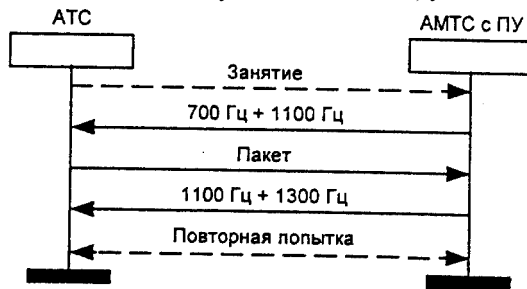 АТС
АМТС с ПУ
Занятие
700 Гц + 1100 Гц
Пакет
1100 Гц + 1300 Гц
Повторная попытка